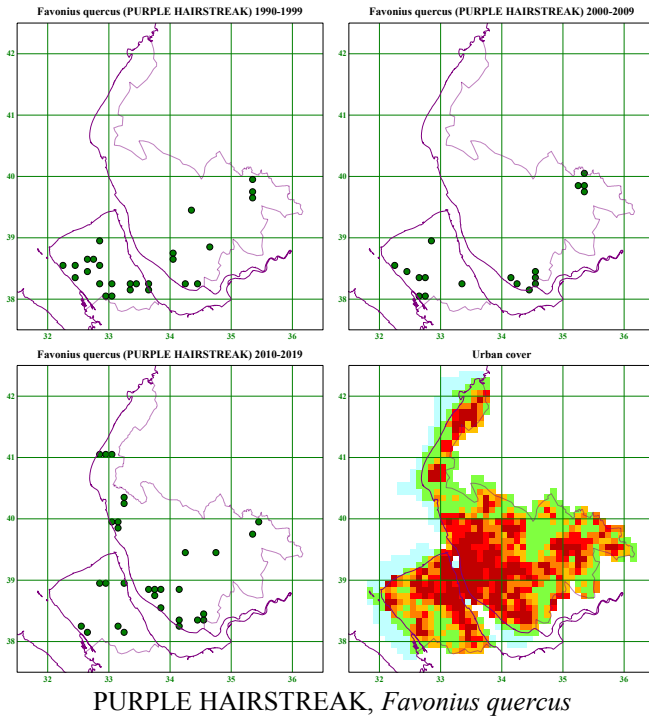 Favonius quercus (PURPLE HAIRSTREAK) 1990-1999
Favonius quercus (PURPLE HAIRSTREAK) 2000-2009
42
41
40
39
38
32 33 34 35 36
42
41
40
39
38
32 33 34 35 36
Favonius quercus (PURPLE HAIRSTREAK) 2010-2019
Urban cover
42
41
40
39
38
32 33 34 35 36
42
41
40
39
38
32 33 34 35 36
PURPLE HAIRSTREAK, Favonius quercus